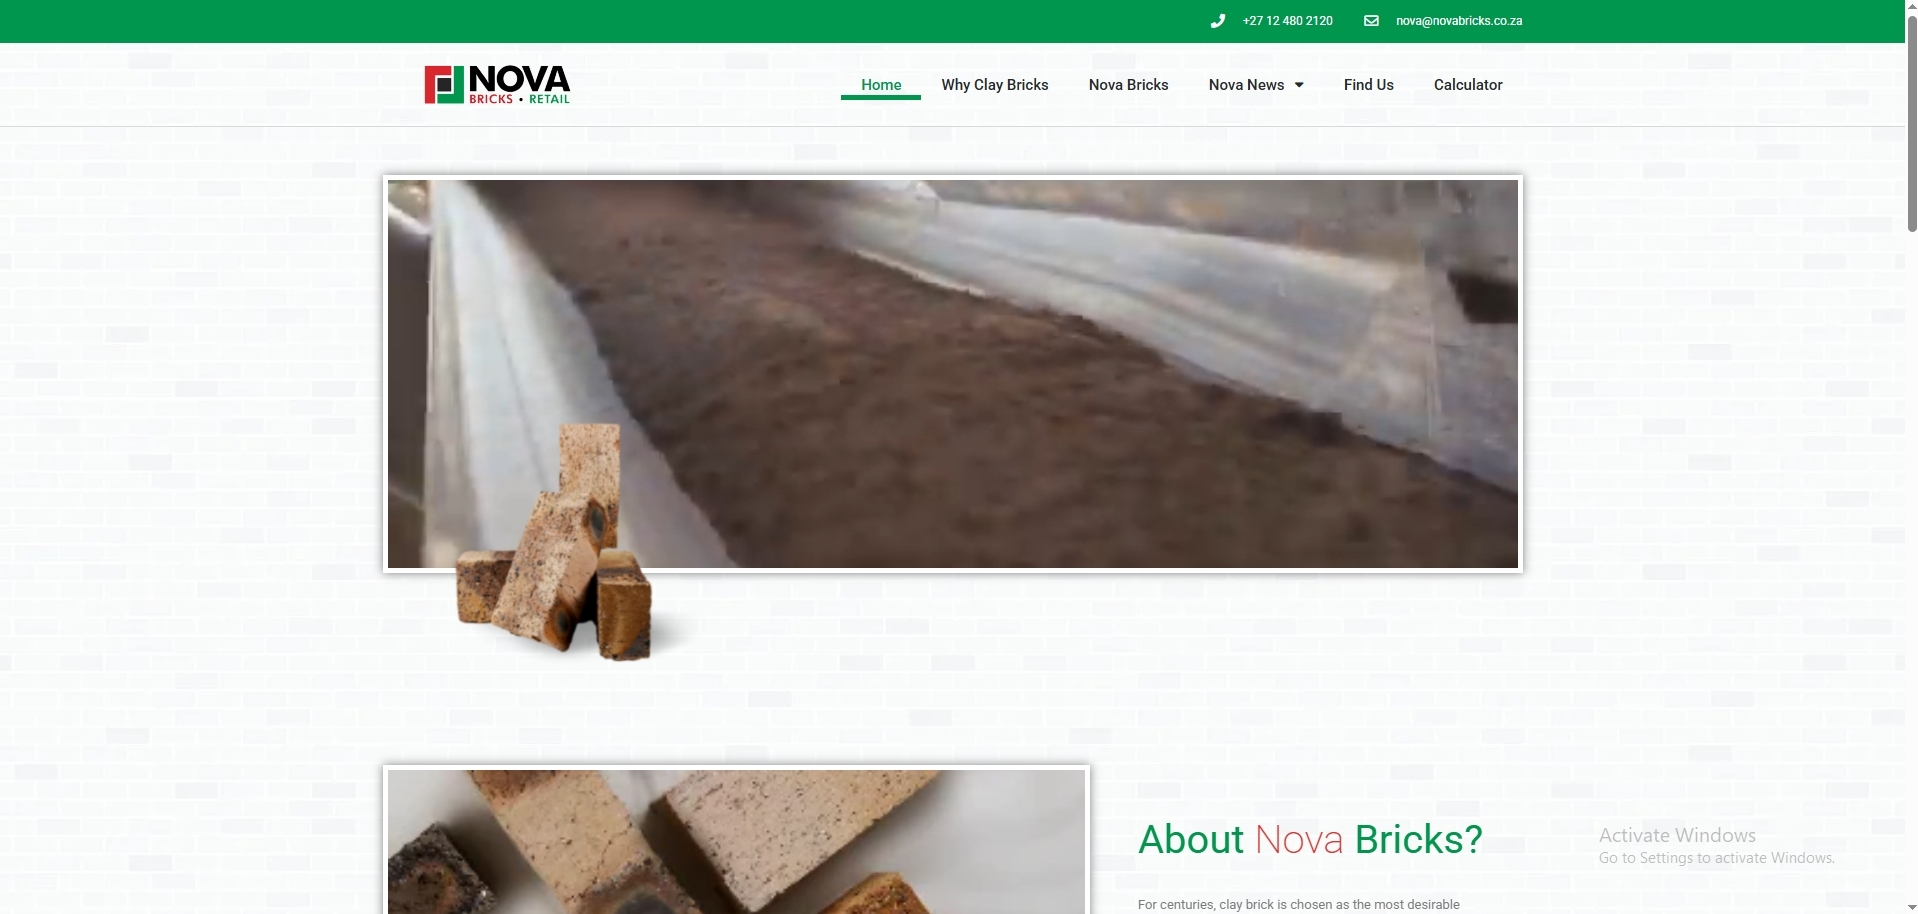 +27 12 480 2120 nova@novabricks.co.za
NOVA
BRICKS • RETAIL
Home Why Clay Bricks Nova Bricks Nova News Find Us Calculator
About Nova Bricks?
For centuries, clay brick is chosen as the most desirable
Activate Windows
Go to Settings to activate Windows.